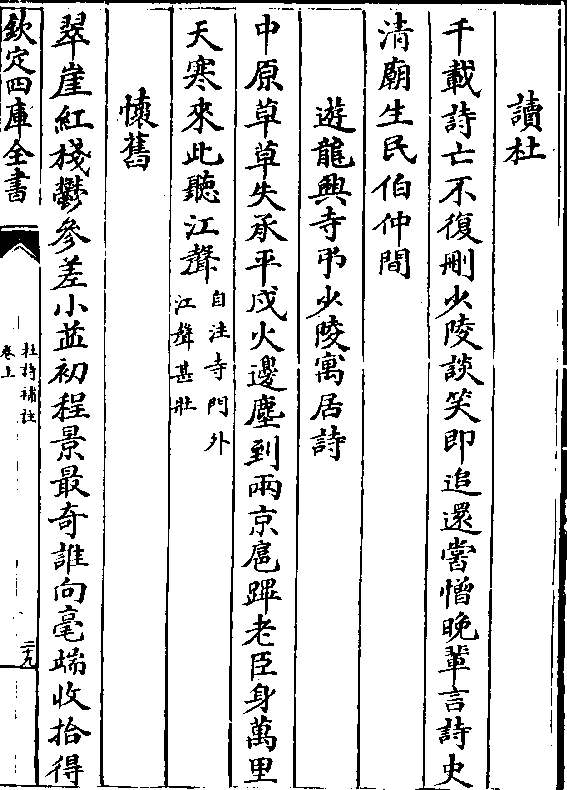 讀杜
千載詩亡不復刪少陵談笑即追還嘗憎晚輩言詩史
清廟生民伯仲間
遊龍興寺弔少陵寓居詩
中原草草失承平戍火邊塵到兩京扈蹕老臣身萬里
天寒來此聽江聲自注寺門外江聲甚壯
懷舊
翠崖紅棧鬱參差小益初程景最奇誰向毫端收拾得
欽定四庫全書
杜詩補註
卷上
二十九